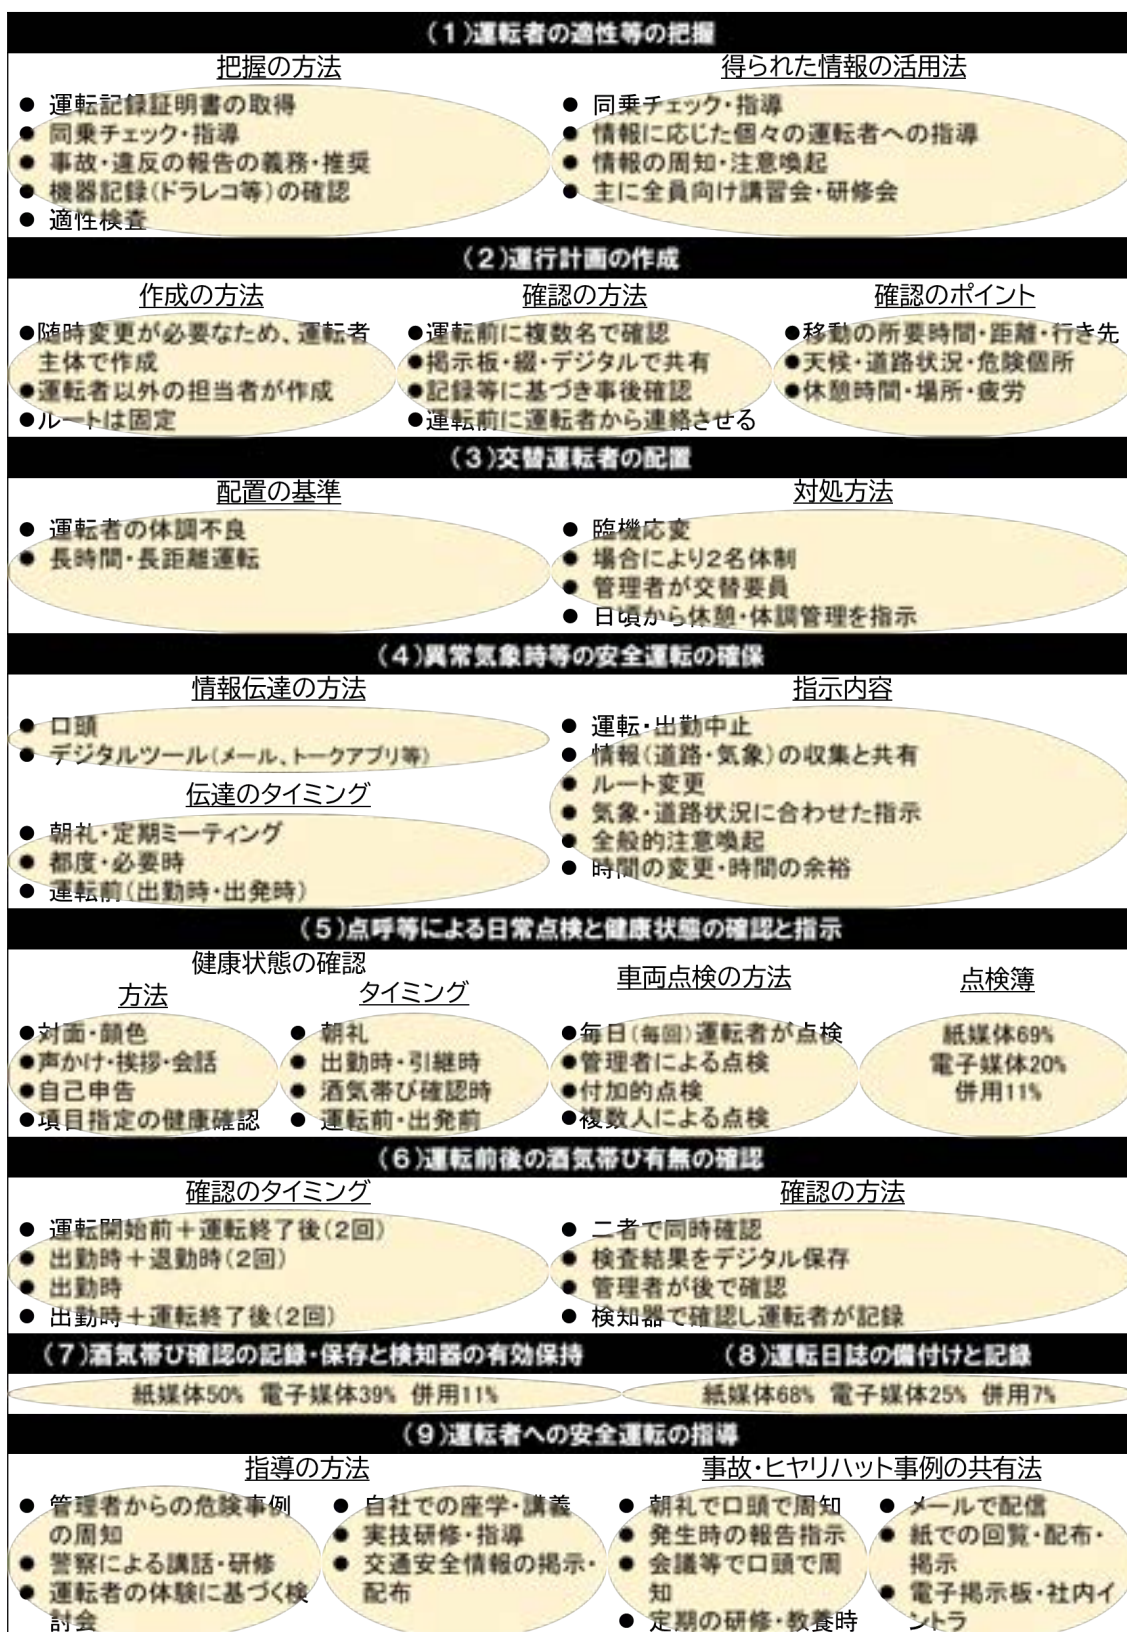 (1)運転者の適性等の把握
把握の方法
● 運転記録証明書の取得
● 同乗チェック・指導
● 事故・違反の報告の義務・推奨
● 機器記録(ドラレコ等)の確認
● 適性検査
得られた情報の活用法
● 同乗チェック・指導
● 情報に応じた個々の運転者への指導
● 情報の周知・注意喚起
● 主に全員向け講習会・研修会
(2)運行計画の作成
作成の方法
●随時変更が必要なため、運転者
主体で作成
●運転者以外の担当者が作成
●ルートは固定
確認の方法
●運転前に複数名で確認
●掲示板・綴・デジタルで共有
●記録等に基づき事後確認
●運転前に運転者から連絡させる
確認のポイント
●移動の所要時間・距離・行き先
●天候・道路状況・危険個所
●休憩時間・場所・疲労
(3)交替運転者の配置
配置の基準
● 運転者の体調不良
● 長時間・長距離運転
対処方法
● 臨機応変
● 場合により2名体制
● 管理者が交替要員
● 日頃から休憩・体調管理を指示
(4)異常気象時等の安全運転の確保
情報伝達の方法
● 口頭
● デジタルツール(メール、トークアプリ等)
伝達のタイミング
● 朝礼・定期ミーティング
● 都度・必要時
● 運転前(出勤時・出発時)
指示内容
● 運転・出勤中止
● 情報(道路・気象)の収集と共有
● ルート変更
● 気象・道路状況に合わせた指示
● 全般的注意喚起
● 時間の変更・時間の余裕
(5)点呼等による日常点検と健康状態の確認と指示
健康状態の確認
方法
●対面・顔色
●声かけ・挨拶・会話
●自己申告
●項目指定の健康確認
タイミング
● 朝礼
● 出勤時・引継時
● 酒気帯び確認時
● 運転前・出発前
車両点検の方法
●毎日(毎回)運転者が点検
●管理者による点検
●付加的点検
●複数人による点検
点検簿
紙媒体69%
電子媒体20%
併用11%
(6)運転前後の酒気帯び有無の確認
確認のタイミング
● 運転開始前+運転終了後(2回)
● 出勤時+退勤時(2回)
● 出勤時
● 出勤時+運転終了後(2回)
確認の方法
● 二者で同時確認
● 検査結果をデジタル保存
● 管理者が後で確認
● 検知器で確認し運転者が記録
(7)酒気帯び確認の記録・保存と検知器の有効保持
紙媒体50% 電子媒体39% 併用11%
(8)運転日誌の備付けと記録
紙媒体68% 電子媒体25% 併用7%
(9)運転者への安全運転の指導
指導の方法
● 管理者からの危険事例
の周知
● 警察による講話・研修
● 運転者の体験に基づく検
討会
● 自社での座学・講義
● 実技研修・指導
● 交通安全情報の掲示・
配布
事故・ヒヤリハット事例の共有法
● 朝礼で口頭で周知
● 発生時の報告指示
● 会議等で口頭で周
知
● 定期の研修・教養時
● メールで配信
● 紙での回覧・配布・
掲示
● 電子掲示板・社内イ
ントラ